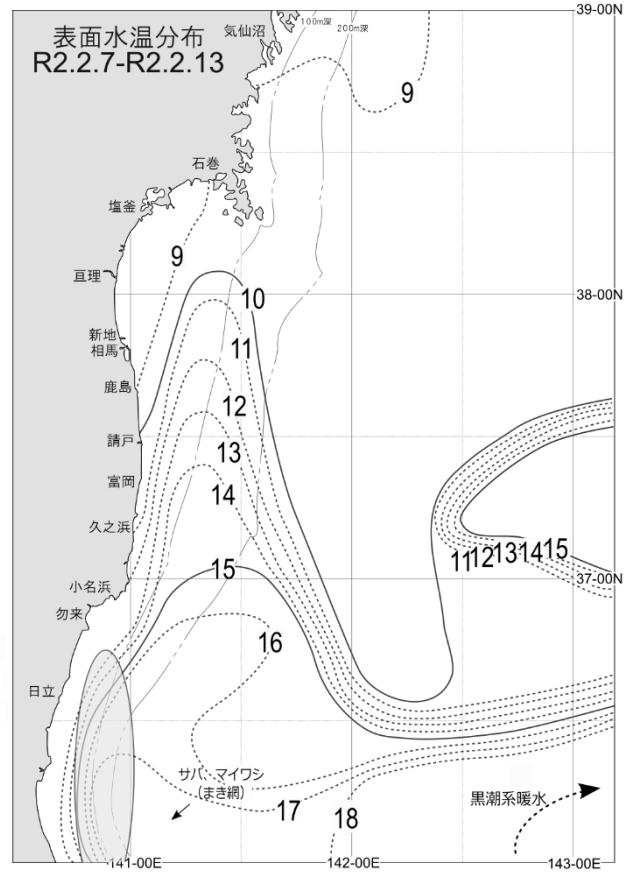 表面水温分布
R2.2.7-R2.2.13
気仙沼
100m深
200m深
39-00N
9
9
石巻
塩釜
亘理
38-00N
10
新地
相馬
11
鹿島
12
請戸
13
富岡
14
久之浜
11
12
13
14
15
15
37-00N
小名浜
勿来
16
日立
サバ、マイワシ
(まき網)
17
18
黒潮系暖水
141-00E
142-00E
143-00E